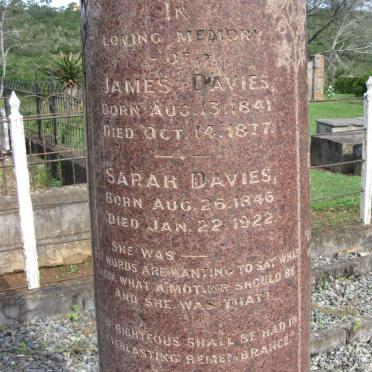 IN
LOVING MEMORY
OF
JAMES DAVIES,
BORN AUG. 13. 1841
DIED OCT. 14. 1877.
SARAH DAVIES,
BORN AUG. 26. 1846
DIED JAN. 22. 1922.
SHE WAS —
WORDS ARE WANTING TO SAY WHAT
WHAT A MOTHER SHOULD BE
AND SHE WAS THAT!
RIGHTEOUS SHALL BE HAD IN
EVERLASTING REMEMBRANCE.